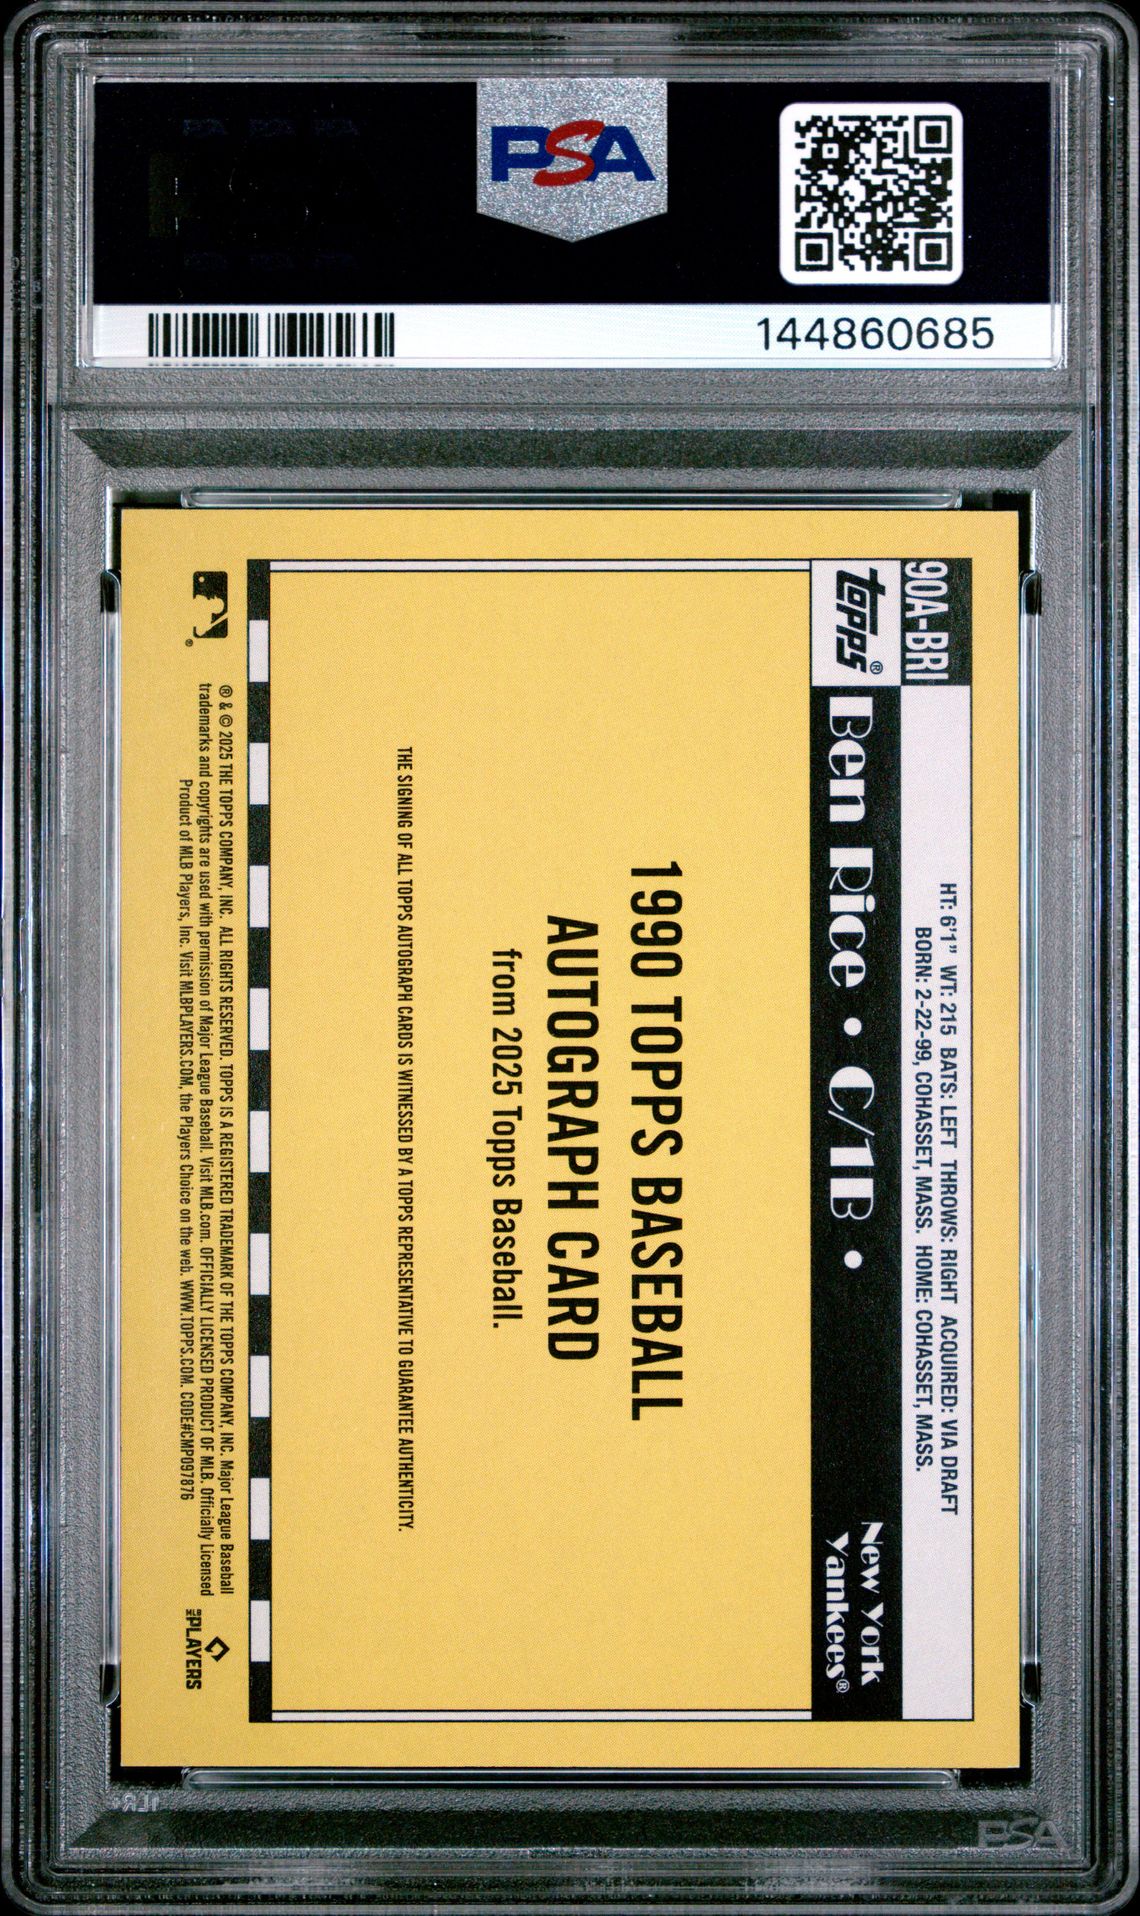 PSA
144860685
90A-BRI
HT: 6'1" WT: 215 BATS: LEFT THROWS: RIGHT ACQUIRED: VIA DRAFT
BORN: 2-22-99, COHASSET, MASS. HOME: COHASSET, MASS.
topps®
Ben Rice • C/1B •
New York
Yankees®
1990 TOPPS BASEBALL
AUTOGRAPH CARD
from 2025 Topps Baseball.
THE SIGNING OF ALL TOPPS AUTOGRAPH CARDS IS WITNESSED BY A TOPPS REPRESENTATIVE TO GUARANTEE AUTHENTICITY.
® & © 2025 THE TOPPS COMPANY, INC. ALL RIGHTS RESERVED. TOPPS IS A REGISTERED TRADEMARK OF THE TOPPS COMPANY, INC. Major League Baseball
trademarks and copyrights are used with permission of Major League Baseball. Visit MLB.com. OFFICIALLY LICENSED PRODUCT OF MLB. Officially Licensed
Product of MLB Players, Inc. Visit MLBPLAYERS.COM, the Players Choice on the web. WWW.TOPPS.COM. CODE#CMP097876
MLB PLAYERS
PSA